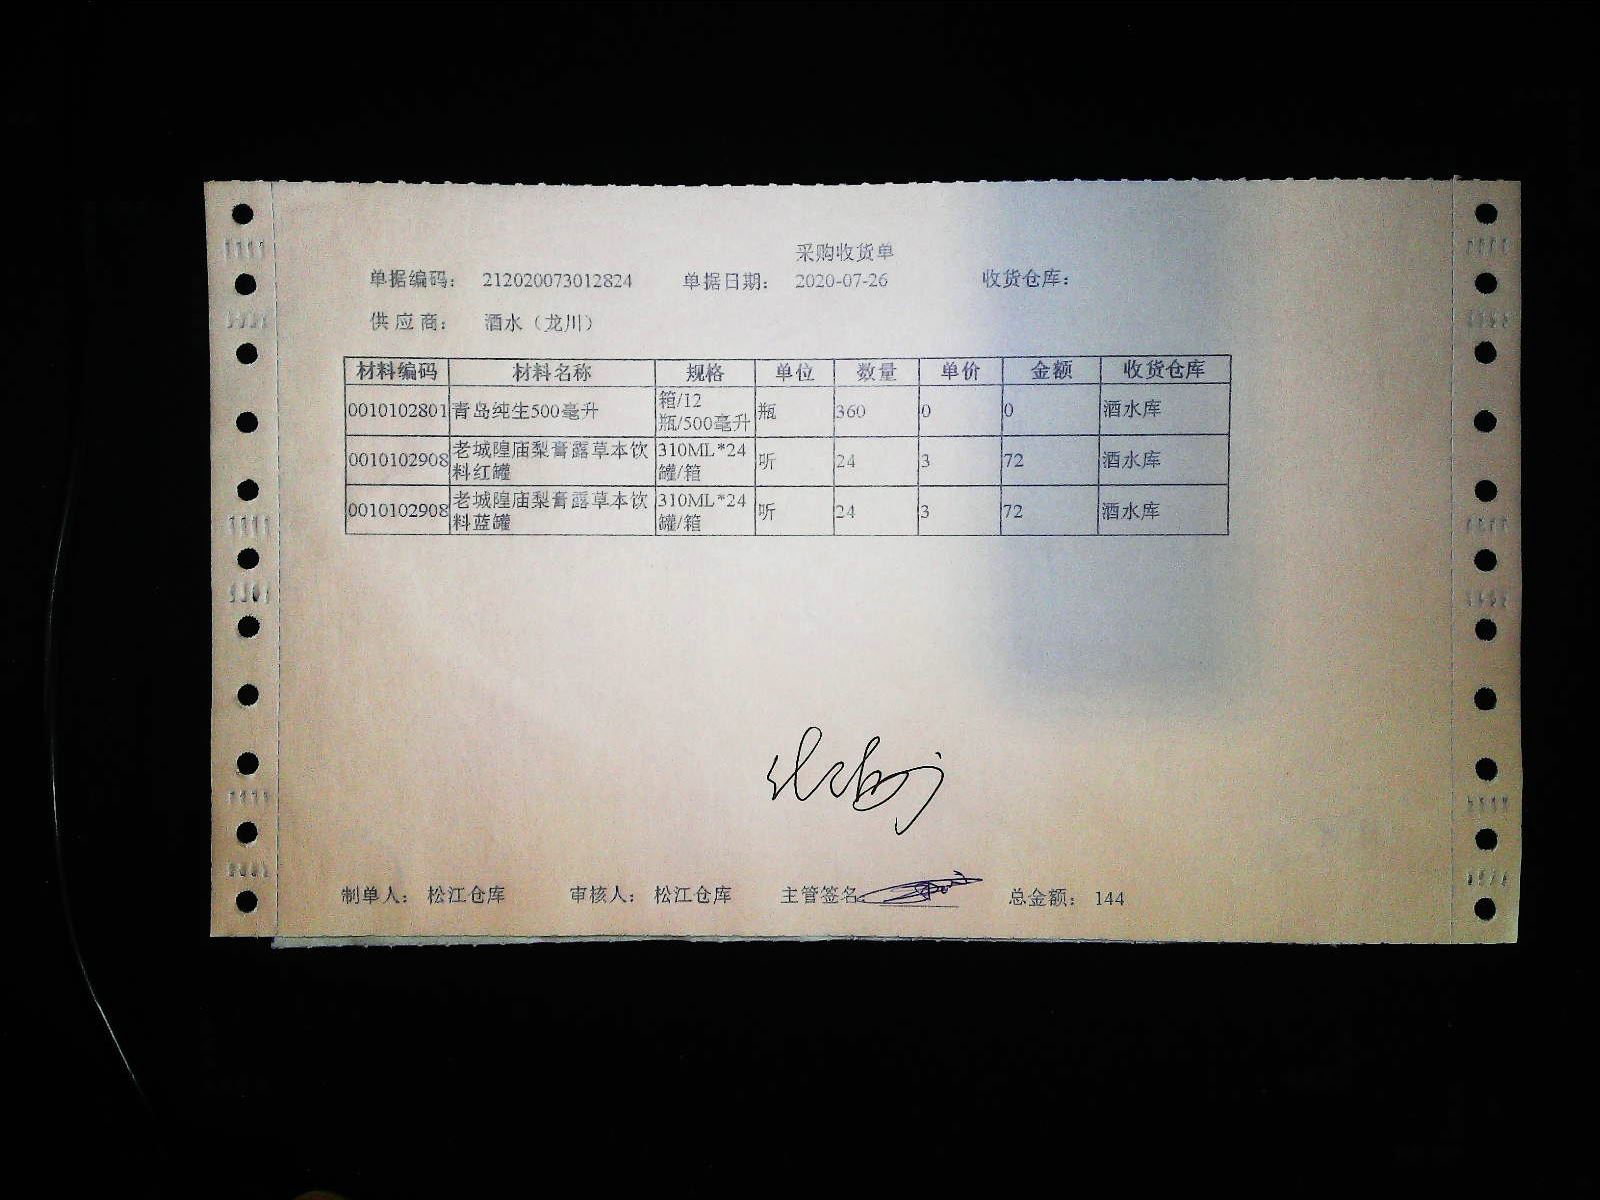 采购收货单
单据编码： 212020073012824 单据日期： 2020-07-26 收货仓库：
供 应 商： 酒水（龙川）
材料编码 材料名称 规格 单位 数量 单价 金额 收货仓库
0010102801 青岛纯生500毫升 箱/12瓶/500毫升 瓶 360 0 0 酒水库
0010102908 老城隍庙梨膏露草本饮料红罐 310ML*24罐/箱 听 24 3 72 酒水库
0010102908 老城隍庙梨膏露草本饮料蓝罐 310ML*24罐/箱 听 24 3 72 酒水库
制单人： 松江仓库 审核人： 松江仓库 主管签名： 总金额： 144